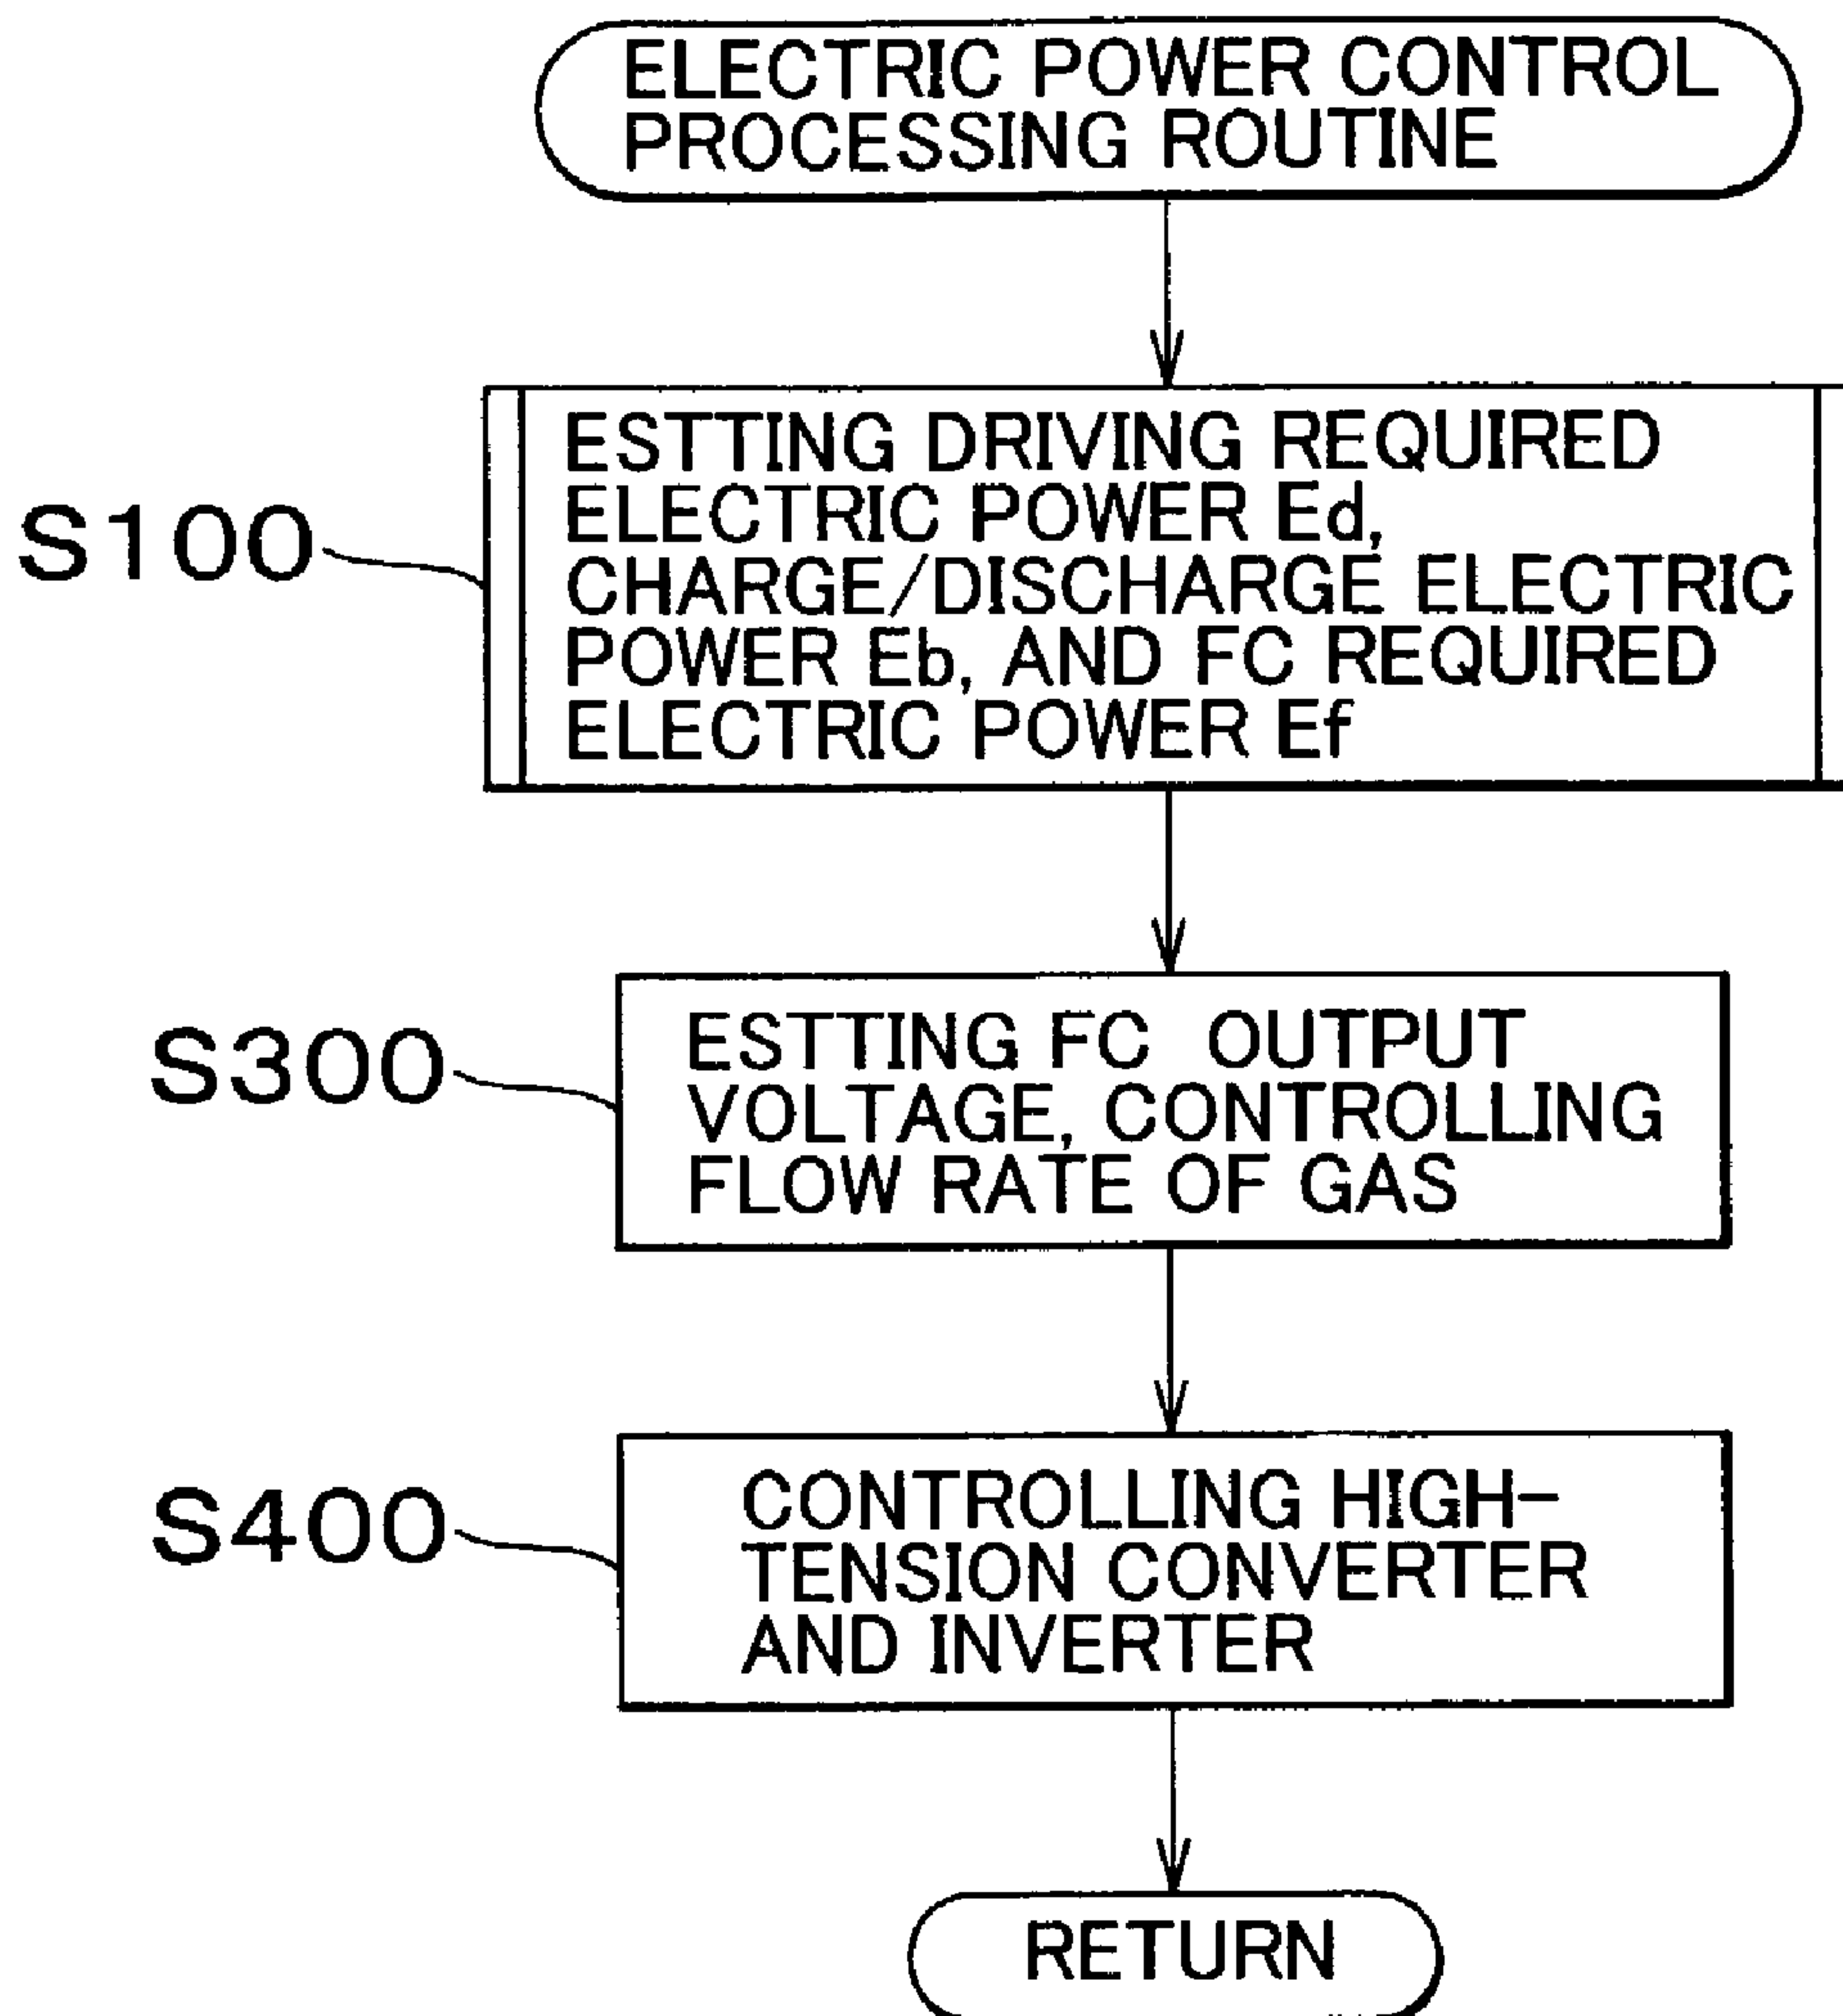 ELECTRIC POWER CONTROL
PROCESSING ROUTINE
S100
ESTTING DRIVING REQUIRED
ELECTRIC POWER Ed,
CHARGE/DISCHARGE ELECTRIC
POWER Eb, AND FC REQUIRED
ELECTRIC POWER Ef
S300
ESTTING FC OUTPUT
VOLTAGE, CONTROLLING
FLOW RATE OF GAS
S400
CONTROLLING HIGH-
TENSION CONVERTER
AND INVERTER
RETURN